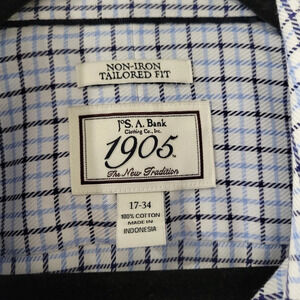 NON-IRON
TAILORED FIT
JoS. A. Bank
Clothing Co., Inc.
1905
The New Tradition
17-34
100% COTTON
MADE IN
INDONESIA